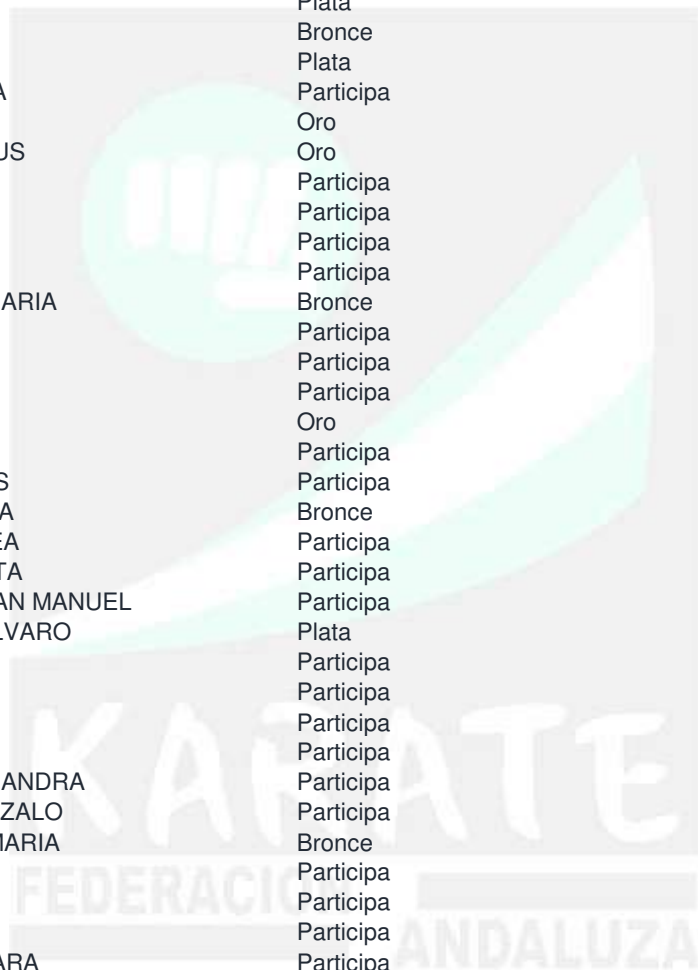 Plata
Bronce
Plata
A Participa
Oro
US Oro
Participa
Participa
Participa
Participa
ARIA Bronce
Participa
Participa
Participa
Oro
Participa
S Participa
A Bronce
EA Participa
TA Participa
AN MANUEL Participa
LVARO Plata
Participa
Participa
Participa
Participa
ANDRA Participa
ZALO Participa
MARIA Bronce
Participa
Participa
Participa
ARA Participa
KARATE
FEDERACION
ANDALUZA